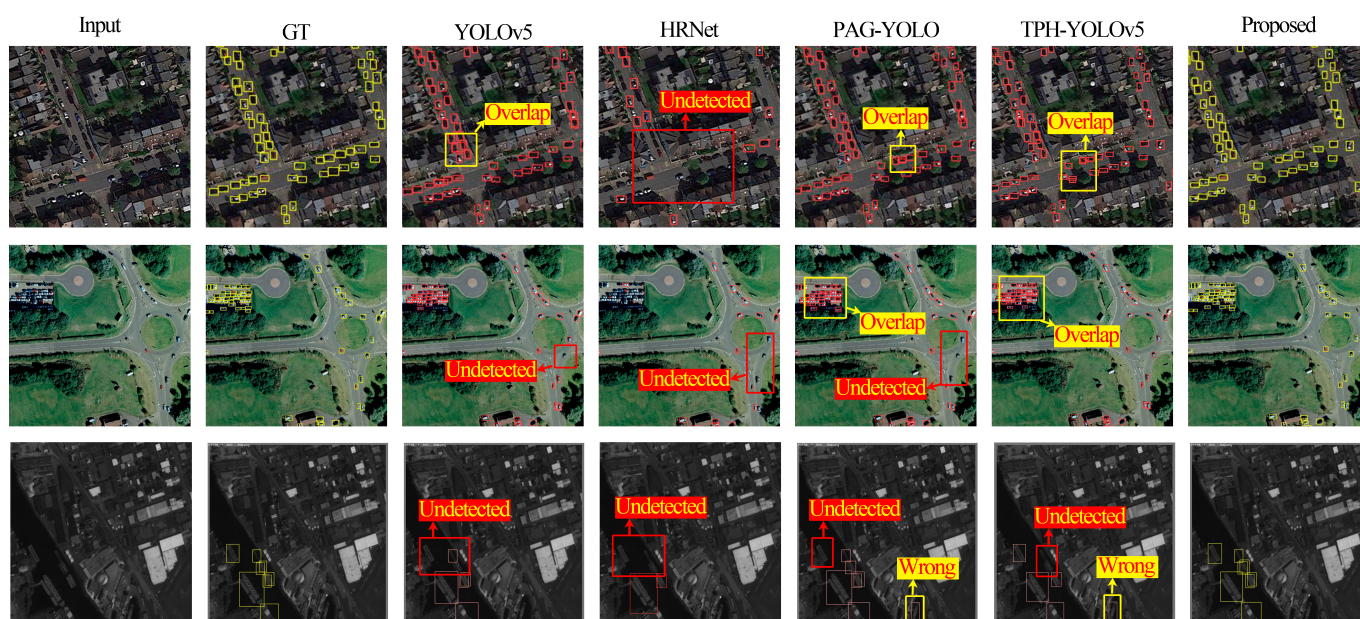 Input GT YOLOv5 HRNet PAG-YOLO TPH-YOLOv5 Proposed
Overlap
Undetected
Overlap
Overlap
Undetected
Undetected
Overlap
Undetected
Overlap
Undetected
Undetected
Undetected
Wrong
Undetected
Wrong